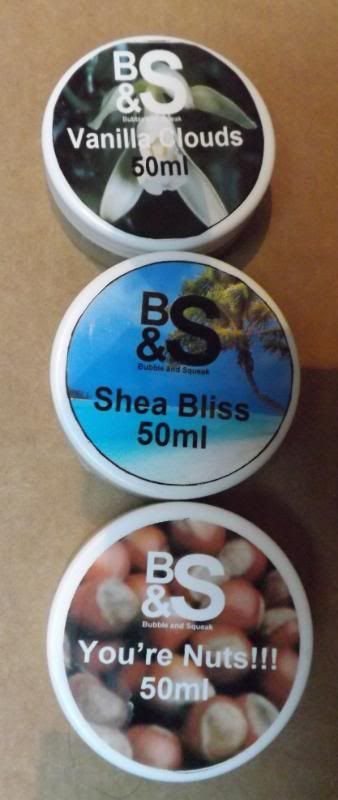 B
&S
Bubble and Squeak
Vanilla Clouds
50ml
B
&S
Bubble and Squeak
Shea Bliss
50ml
B
&S
Bubble and Squeak
You're Nuts!!!
50ml